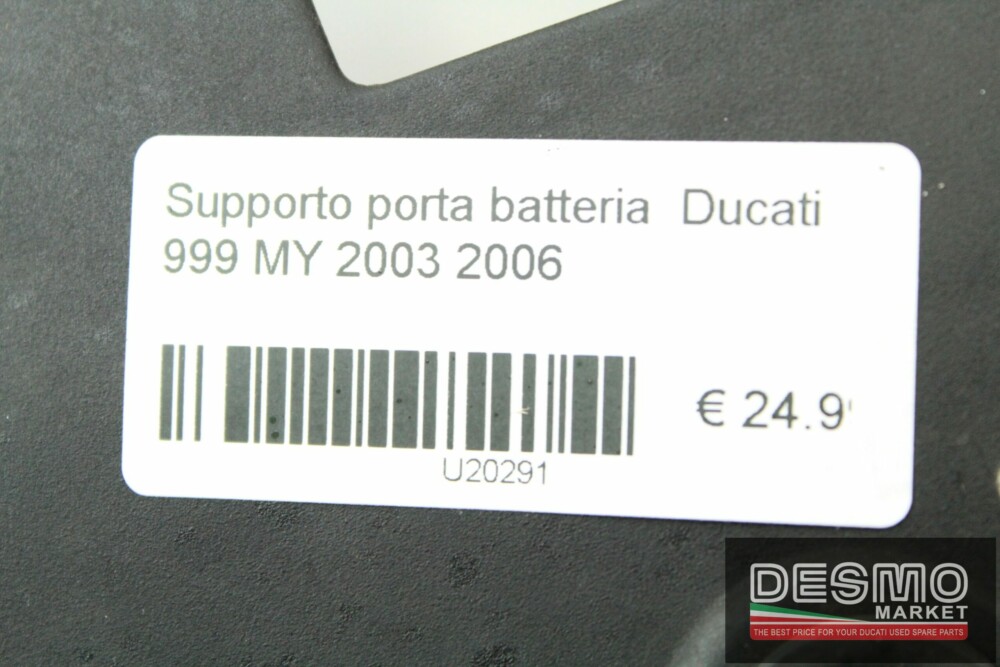 Supporto porta batteria Ducati
999 MY 2003 2006
€ 24.9
U20291
DESMO
MARKET
THE BEST PRICE FOR YOUR DUCATI USED SPARE PARTS